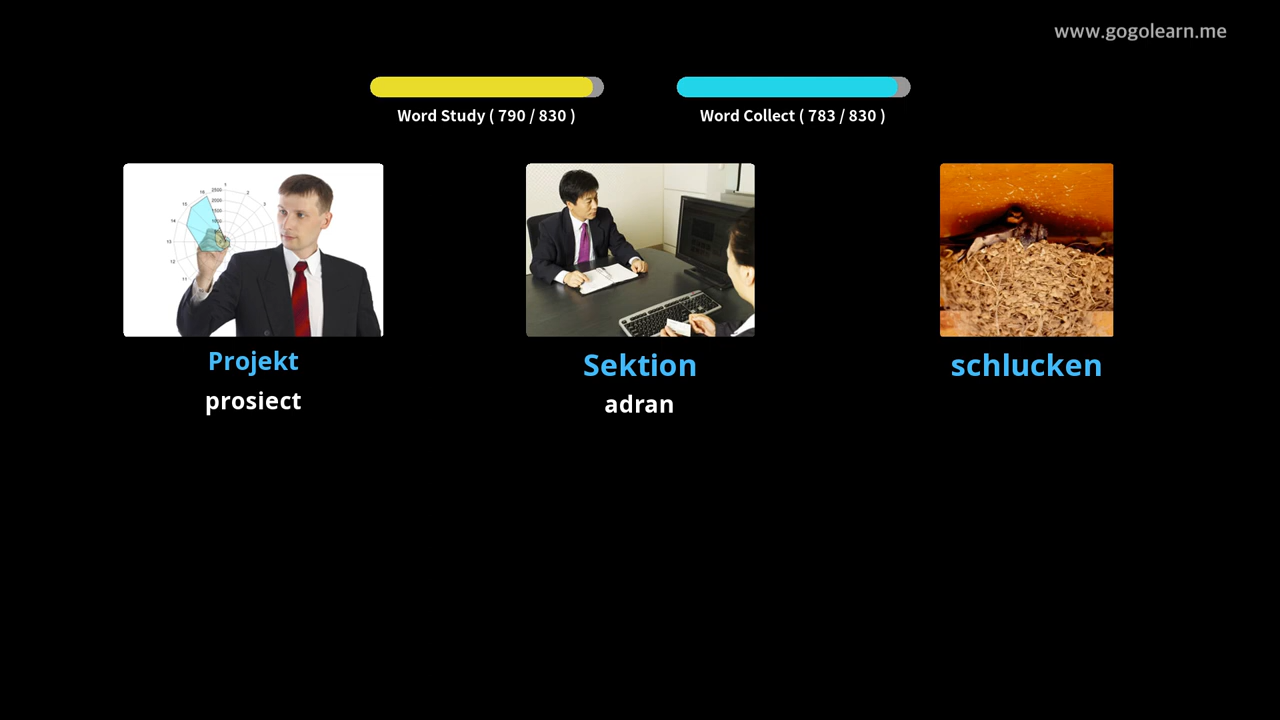 www.gogolearn.me
Word Study ( 790 / 830 )
Word Collect ( 783 / 830 )
Projekt
prosiect
Sektion
adran
schlucken